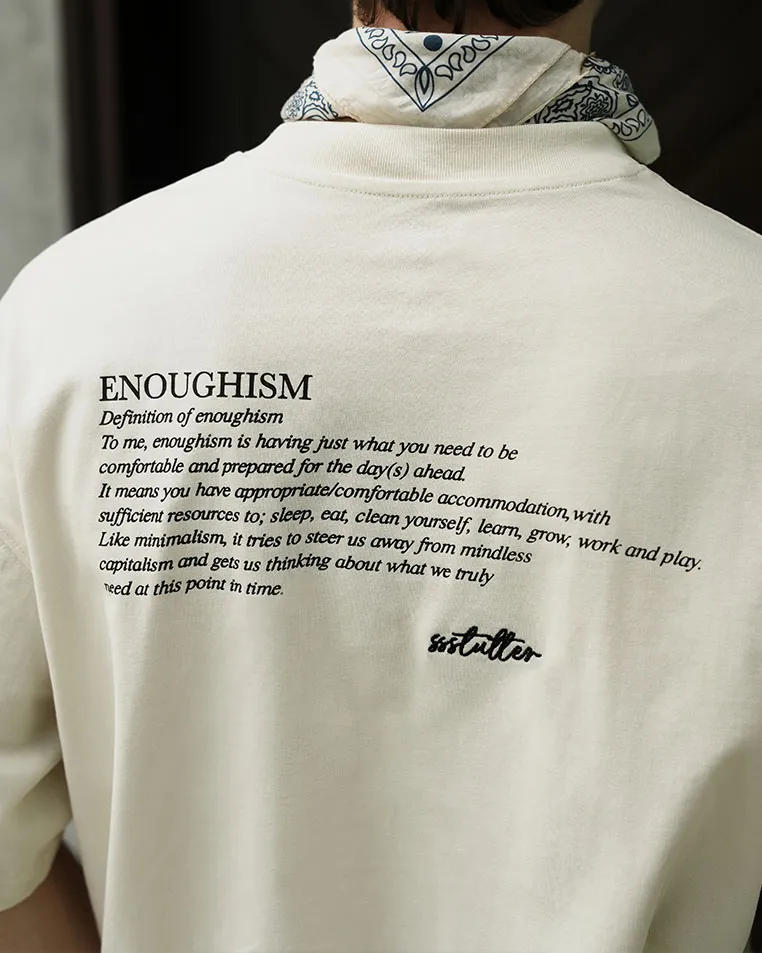 ENOUGHISM
Definition of enoughism
To me, enoughism is having just what you need to be
comfortable and prepared for the day(s) ahead.
It means you have appropriate/comfortable accommodation, with
sufficient resources to; sleep, eat, clean yourself, learn, grow, work and play.
Like minimalism, it tries to steer us away from mindless
capitalism and gets us thinking about what we truly
need at this point in time.
ssstutter